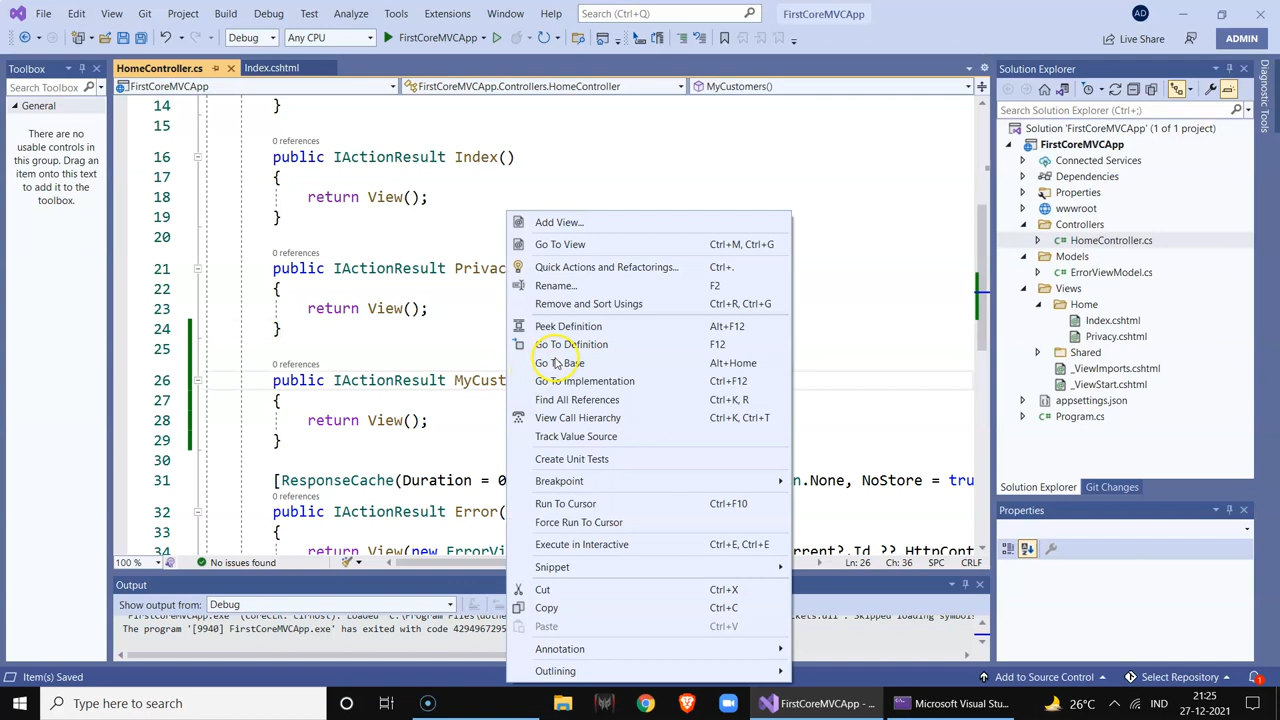 File Edit View Git Project Build Debug Test Analyze Tools Extensions Window Help Search (Ctrl+Q) FirstCoreMVCApp AD
Debug Any CPU FirstCoreMVCApp Live Share ADMIN
Toolbox
Search Toolbox
General
There are no
usable controls in
this group. Drag an
item onto this text
to add it to the
toolbox.
HomeController.cs Index.cshtml
FirstCoreMVCApp FirstCoreMVCApp.Controllers.HomeController MyCustomers()
14 }
15
0 references
16 public IActionResult Index()
17 {
18 return View();
19 }
20
0 references
21 public IActionResult Privac
22 {
23 return View();
24 }
25
0 references
26 public IActionResult MyCust
27 {
28 return View();
29 }
30
31 [ResponseCache(Duration = 0 n.None, NoStore = tru
0 references
32 public IActionResult Error(
33 {
34 return View(new ErrorVi urrent?.Id ?? HttpCont
100 % No issues found Ln: 26 Ch: 36 SPC CRLF
Add View...
Go To View Ctrl+M, Ctrl+G
Quick Actions and Refactorings... Ctrl+.
Rename... F2
Remove and Sort Usings Ctrl+R, Ctrl+G
Peek Definition Alt+F12
Go To Definition F12
Go To Base Alt+Home
Go To Implementation Ctrl+F12
Find All References Ctrl+K, R
View Call Hierarchy Ctrl+K, Ctrl+T
Track Value Source
Create Unit Tests
Breakpoint
Run To Cursor Ctrl+F10
Force Run To Cursor
Execute in Interactive Ctrl+E, Ctrl+E
Snippet
Cut Ctrl+X
Copy Ctrl+C
Paste Ctrl+V
Annotation
Outlining
Output
Show output from: Debug
The program '[9940] FirstCoreMVCApp.exe' has exited with code 4294967295
Solution Explorer
Search Solution Explorer (Ctrl+;)
Solution 'FirstCoreMVCApp' (1 of 1 project)
FirstCoreMVCApp
Connected Services
Dependencies
Properties
wwwroot
Controllers
HomeController.cs
Models
ErrorViewModel.cs
Views
Home
Index.cshtml
Privacy.cshtml
Shared
_ViewImports.cshtml
_ViewStart.cshtml
appsettings.json
Program.cs
Solution Explorer Git Changes
Properties
Diagnostic Tools
Item(s) Saved Add to Source Control Select Repository 1
Type here to search FirstCoreMVCApp - ... Microsoft Visual Stu... 26°C IND 21:25
27-12-2021